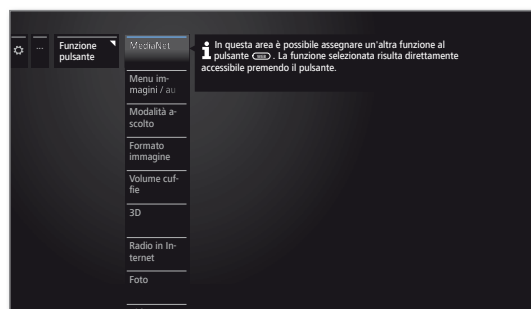 ...
Funzione
pulsante
MediaNet
Menu im-
magini / au
Modalità a-
scolto
Formato
immagine
Volume cuf-
fie
3D
Radio in In-
ternet
Foto
In questa area è possibile assegnare un'altra funzione al
pulsante . La funzione selezionata risulta direttamente
accessibile premendo il pulsante.